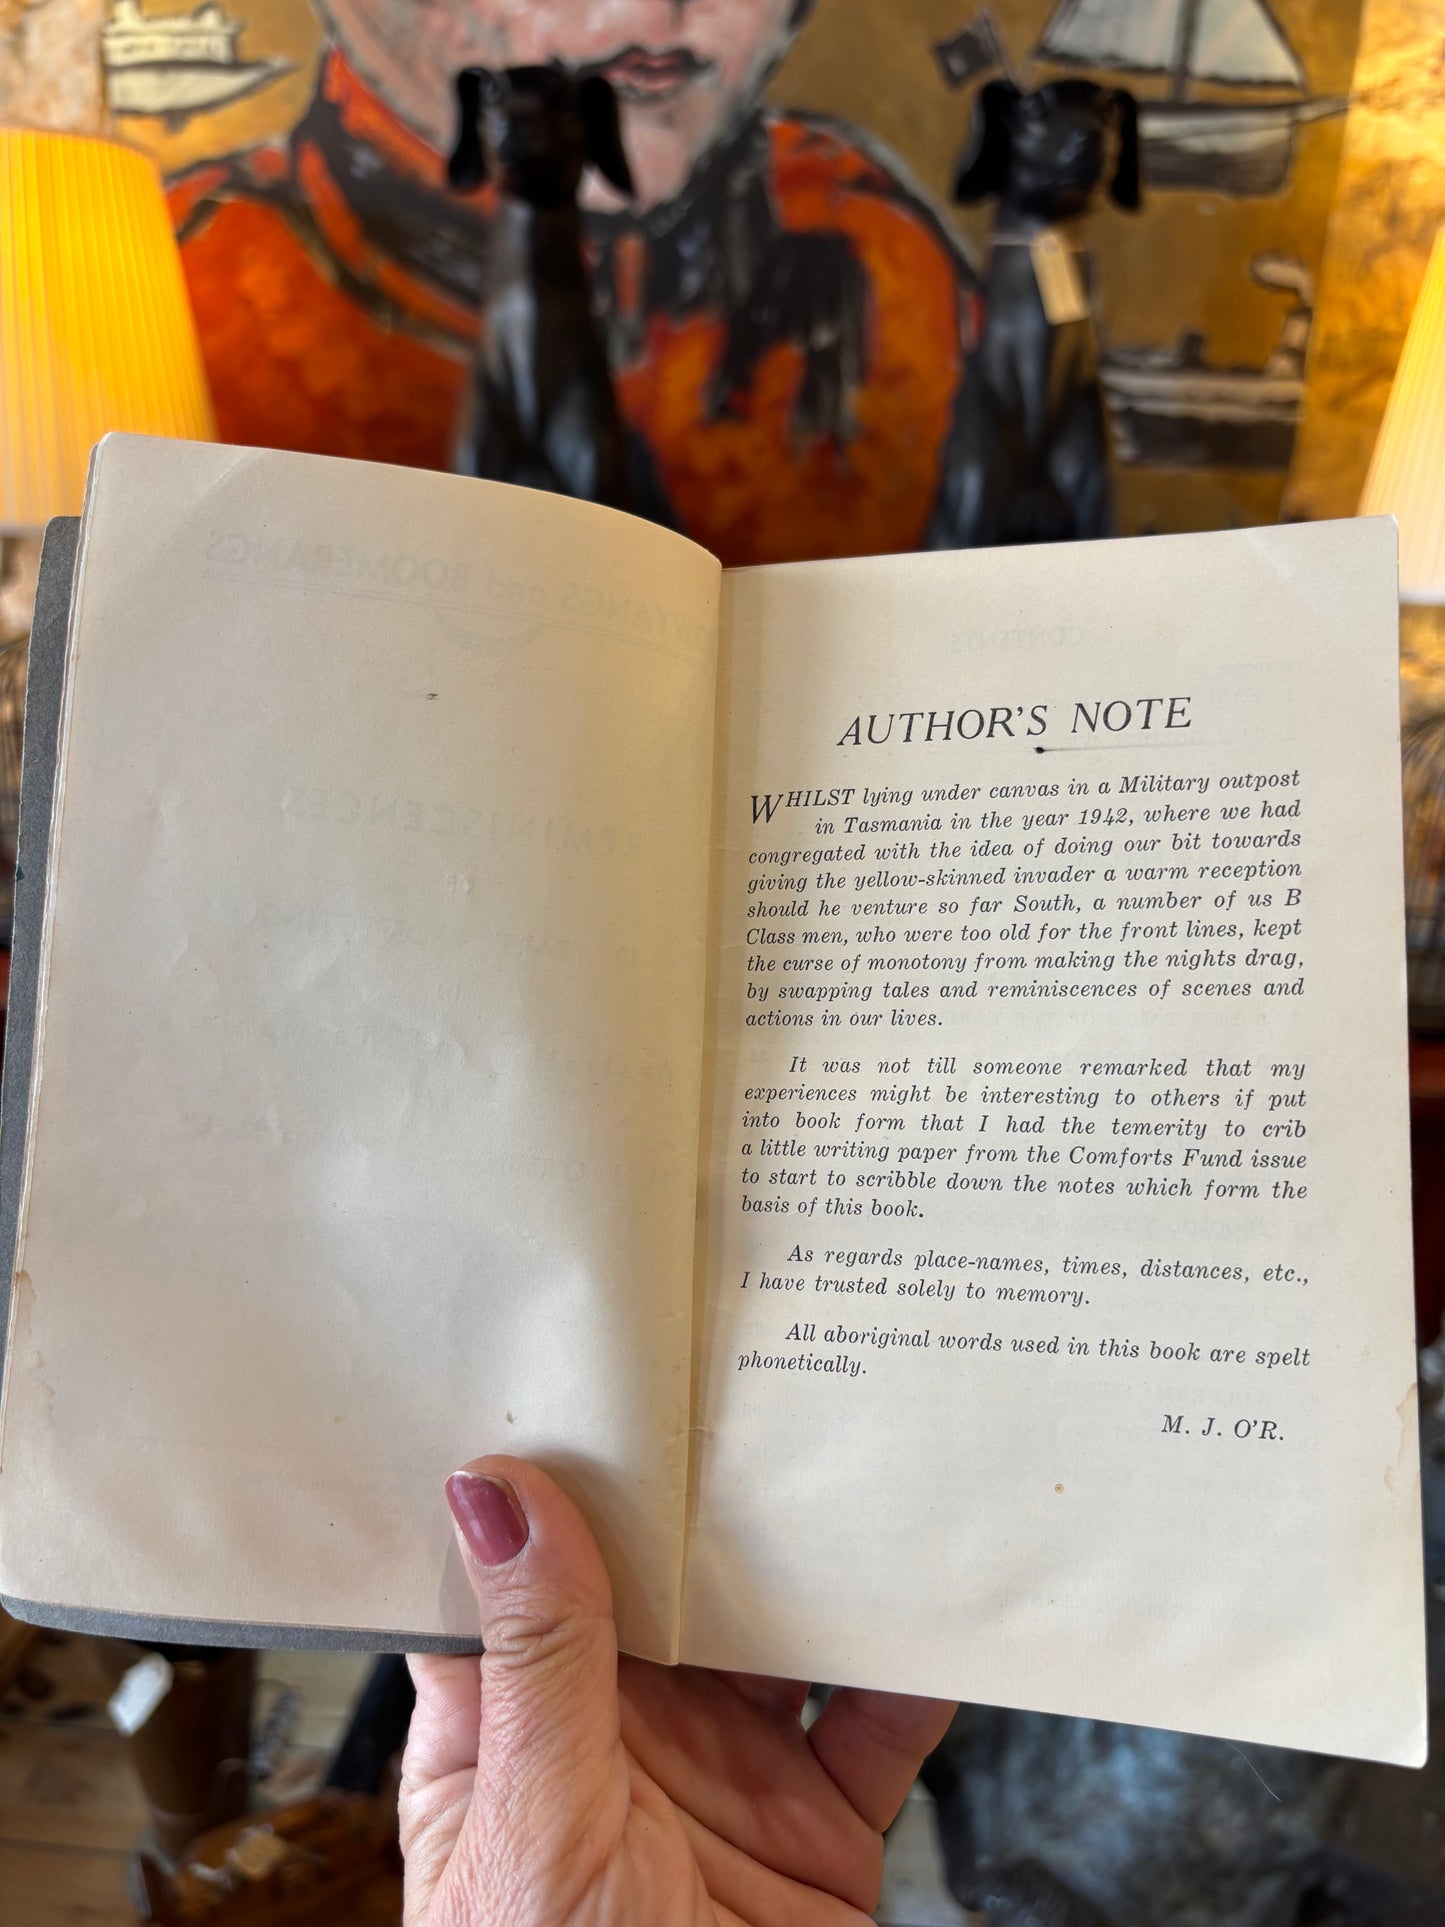 AUTHOR'S NOTE
WHILST lying under canvas in a Military outpost
in Tasmania in the year 1942, where we had
congregated with the idea of doing our bit towards
giving the yellow-skinned invader a warm reception
should he venture so far South, a number of us B
Class men, who were too old for the front lines, kept
the curse of monotony from making the nights drag,
by swapping tales and reminiscences of scenes and
actions in our lives.
It was not till someone remarked that my
experiences might be interesting to others if put
into book form that I had the temerity to crib
a little writing paper from the Comforts Fund issue
to start to scribble down the notes which form the
basis of this book.
As regards place-names, times, distances, etc.,
I have trusted solely to memory.
All aboriginal words used in this book are spelt
phonetically.
M. J. O'R.